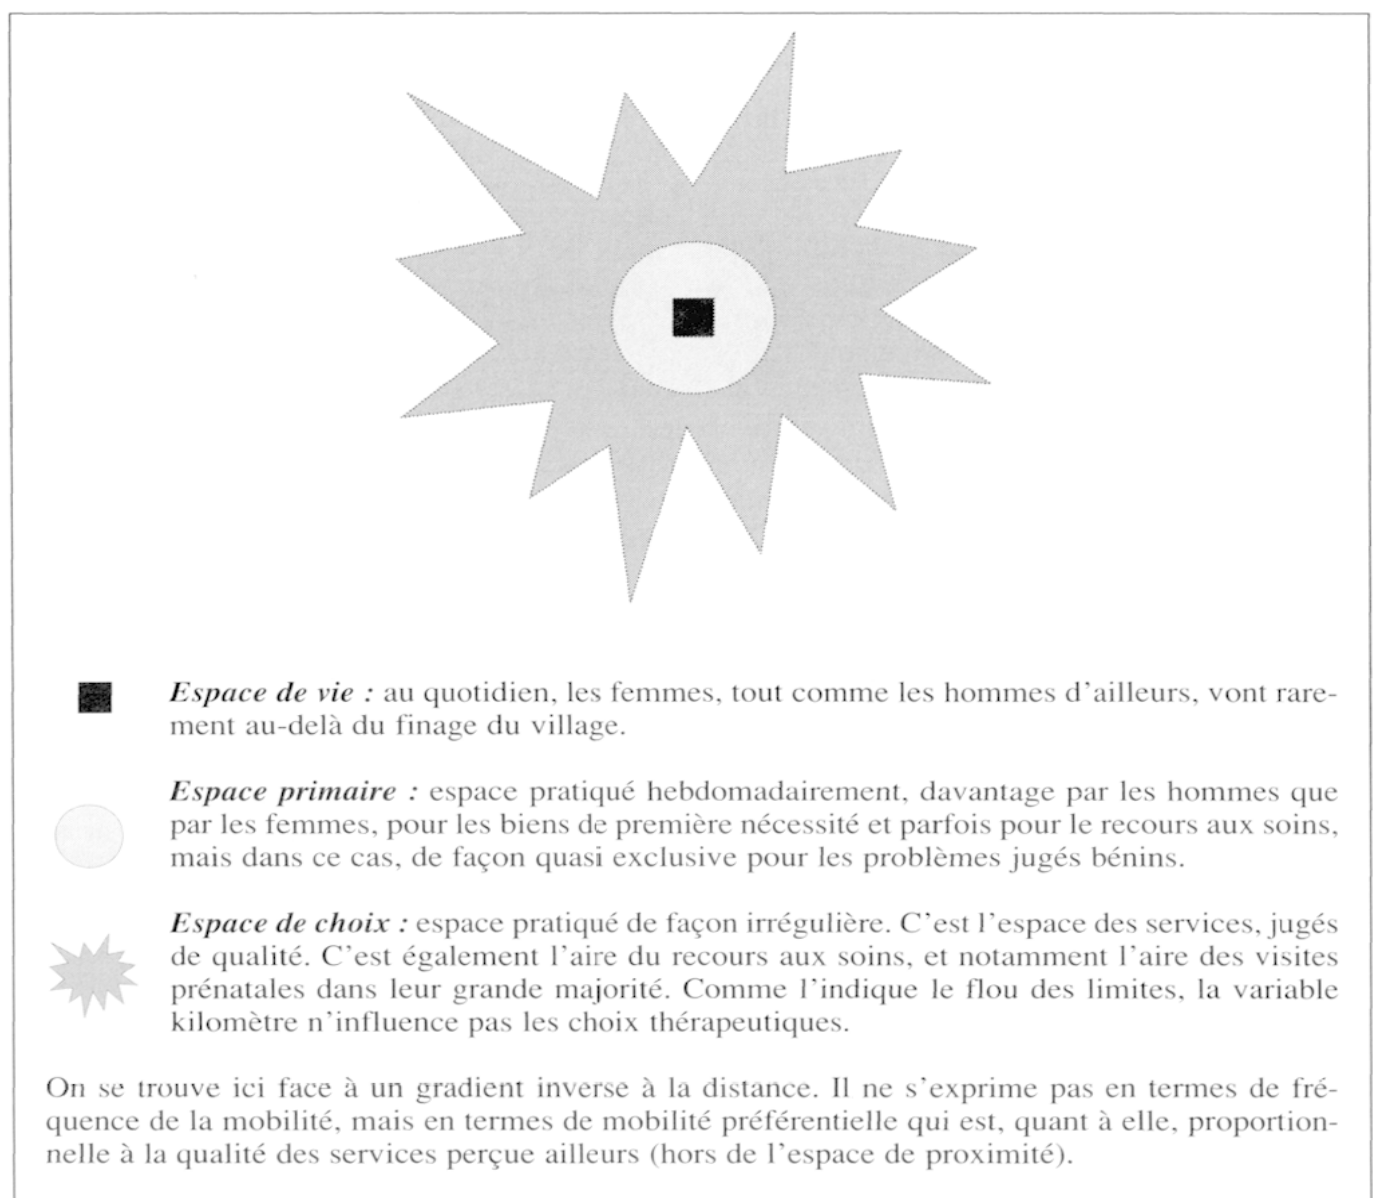 Espace de vie : au quotidien, les femmes, tout comme les hommes d'ailleurs, vont rare-
ment au-delà du finage du village.
Espace primaire : espace pratiqué hebdomadairement, davantage par les hommes que
par les femmes, pour les biens de première nécessité et parfois pour le recours aux soins,
mais dans ce cas, de façon quasi exclusive pour les problèmes jugés bénins.
Espace de choix : espace pratiqué de façon irrégulière. C'est l'espace des services, jugés
de qualité. C'est également l'aire du recours aux soins, et notamment l'aire des visites
prénatales dans leur grande majorité. Comme l'indique le flou des limites, la variable
kilomètre n'influence pas les choix thérapeutiques.
On se trouve ici face à un gradient inverse à la distance. Il ne s'exprime pas en termes de fré-
quence de la mobilité, mais en termes de mobilité préférentielle qui est, quant à elle, proportion-
nelle à la qualité des services perçue ailleurs (hors de l'espace de proximité).